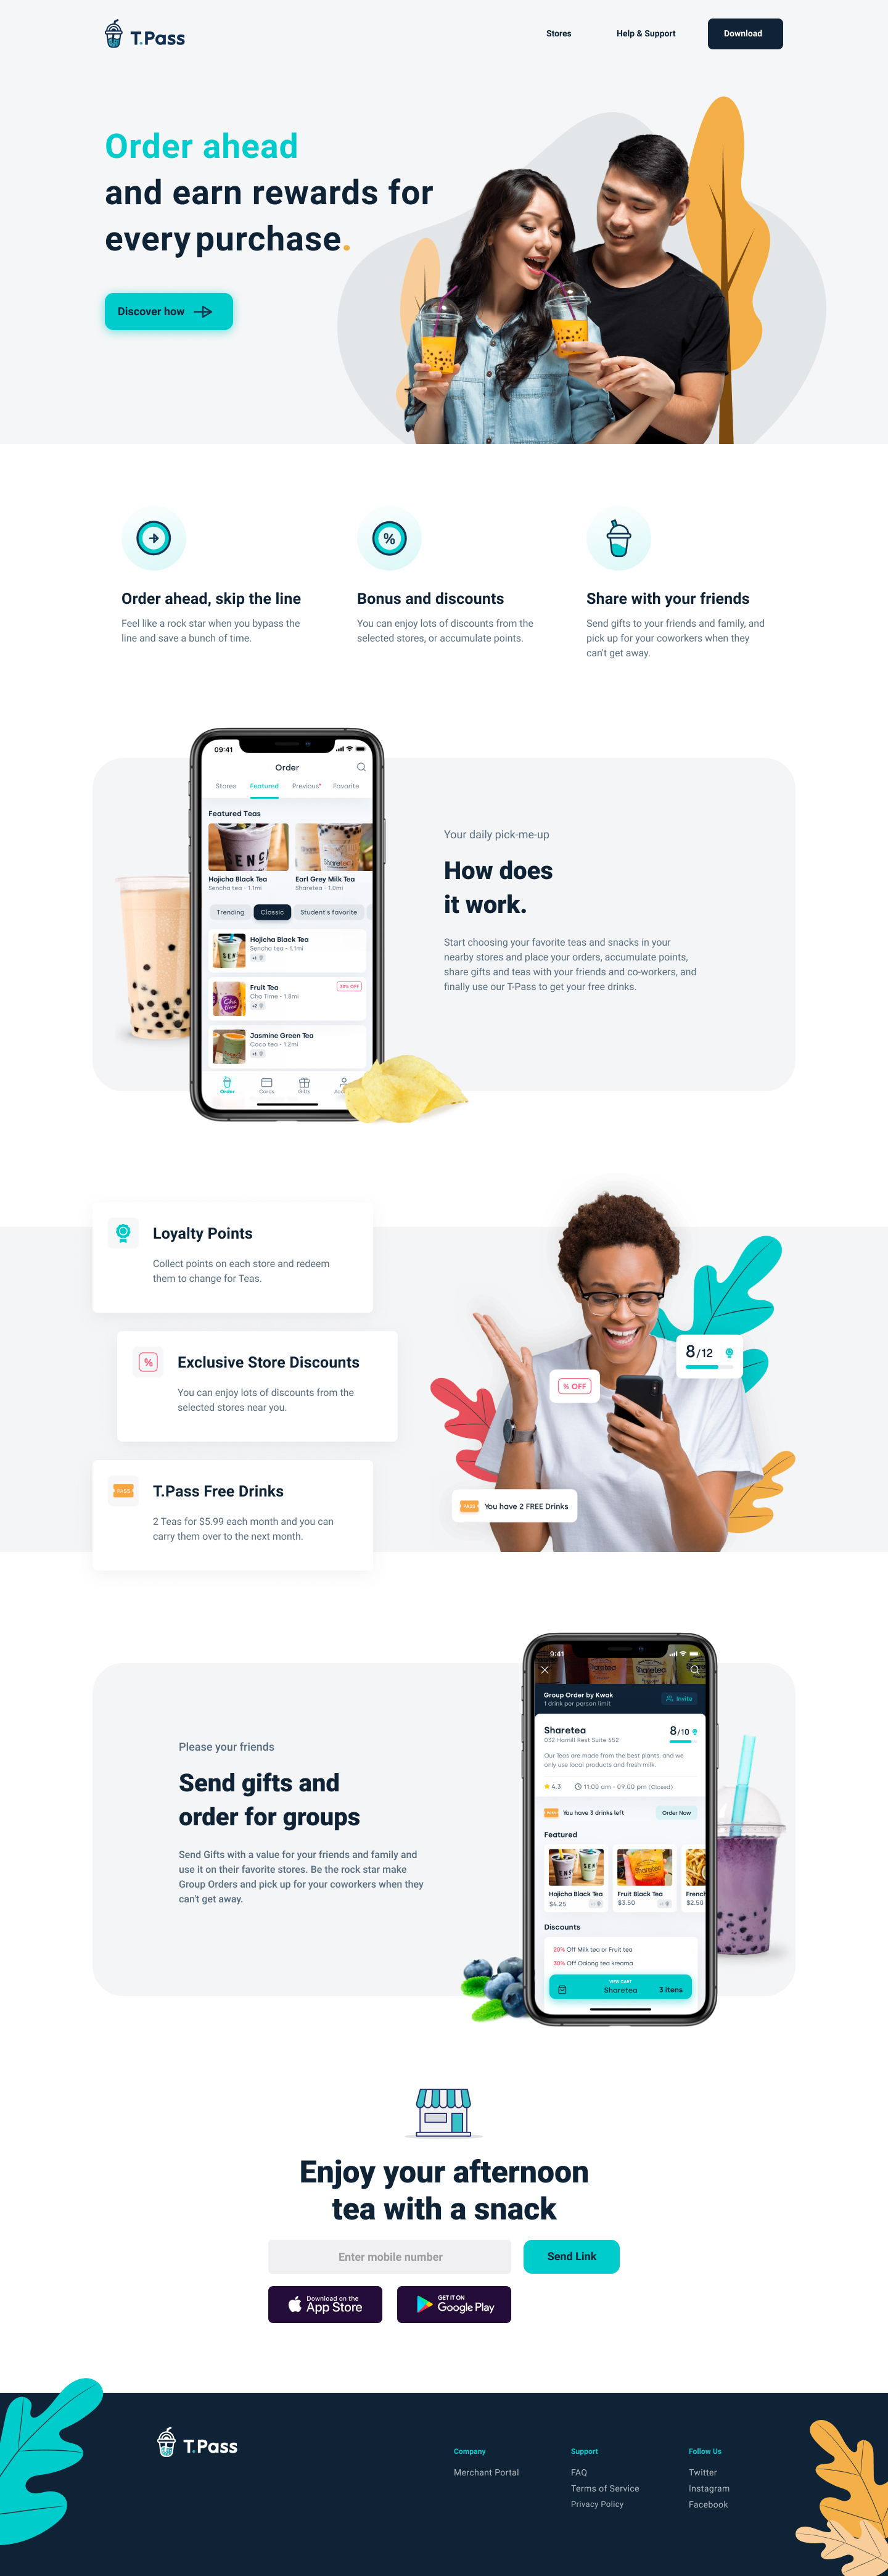 T.Pass
Stores
Help & Support
Download
Order ahead
and earn rewards for
every purchase.
Discover how
Order ahead, skip the line
Feel like a rock star when you bypass the
line and save a bunch of time.
%
Bonus and discounts
You can enjoy lots of discounts from the
selected stores, or accumulate points.
Share with your friends
Send gifts to your friends and family, and
pick up for your coworkers when they
can't get away.
09:41
Order
Stores
Featured
Previous
Favorite
Featured Teas
Hojicha Black Tea
Sencha tea - 1.1mi
Earl Grey Milk Tea
Sharetea - 1.0mi
Trending
Classic
Student's favorite
Hojicha Black Tea
Sencha tea - 1.1mi
+1
Fruit Tea
Cha Time - 1.8mi
+2
30% OFF
Jasmine Green Tea
Coco tea - 1.2mi
+1
Order
Cards
Gifts
Your daily pick-me-up
How does
it work.
Start choosing your favorite teas and snacks in your
nearby stores and place your orders, accumulate points,
share gifts and teas with your friends and co-workers, and
finally use our T-Pass to get your free drinks.
Loyalty Points
Collect points on each store and redeem
them to change for Teas.
%
Exclusive Store Discounts
You can enjoy lots of discounts from the
selected stores near you.
PASS
T.Pass Free Drinks
2 Teas for $5.99 each month and you can
carry them over to the next month.
8/12
% OFF
PASS
You have 2 FREE Drinks
Please your friends
Send gifts and
order for groups
Send Gifts with a value for your friends and family and
use it on their favorite stores. Be the rock star make
Group Orders and pick up for your coworkers when they
can't get away.
9:41
Group Order by Kwak
1 drink per person limit
Invite
Sharetea
032 Hamill Rest Suite 652
8/10
Our Teas are made from the best plants. and we
only use local products and fresh milk.
4.3
11:00 am - 09.00 pm (Closed)
You have 3 drinks left
Order Now
Featured
Hojicha Black Tea
$4.25
Fruit Black Tea
$3.50
French
$2.50
Discounts
20% Off Milk tea or Fruit tea
30% Off Oolong tea kreama
VIEW CART
Sharetea
3 itens
Enjoy your afternoon
tea with a snack
Enter mobile number
Send Link
Download on the
App Store
GET IT ON
Google Play
T.Pass
Company
Merchant Portal
Support
FAQ
Terms of Service
Privacy Policy
Follow Us
Twitter
Instagram
Facebook